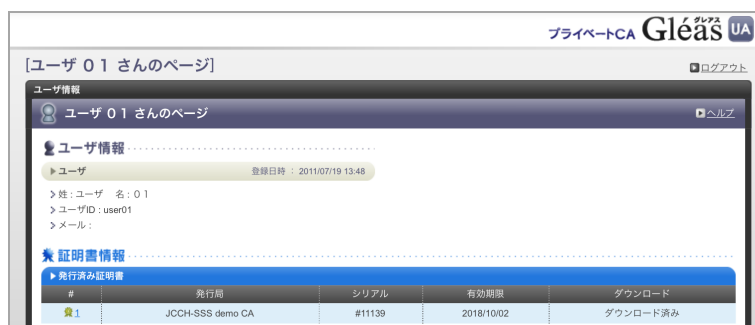 プライベートCA Gléas グレアス UA
[ユーザ 01 さんのページ]
ログアウト
ユーザ情報
ユーザ 01 さんのページ
ヘルプ
ユーザ情報
ユーザ 登録日時 : 2011/07/19 13:48
姓 : ユーザ 名 : 01
ユーザID : user01
メール :
証明書情報
発行済み証明書
# 発行局 シリアル 有効期限 ダウンロード
1 JCCH-SSS demo CA #11139 2018/10/02 ダウンロード済み